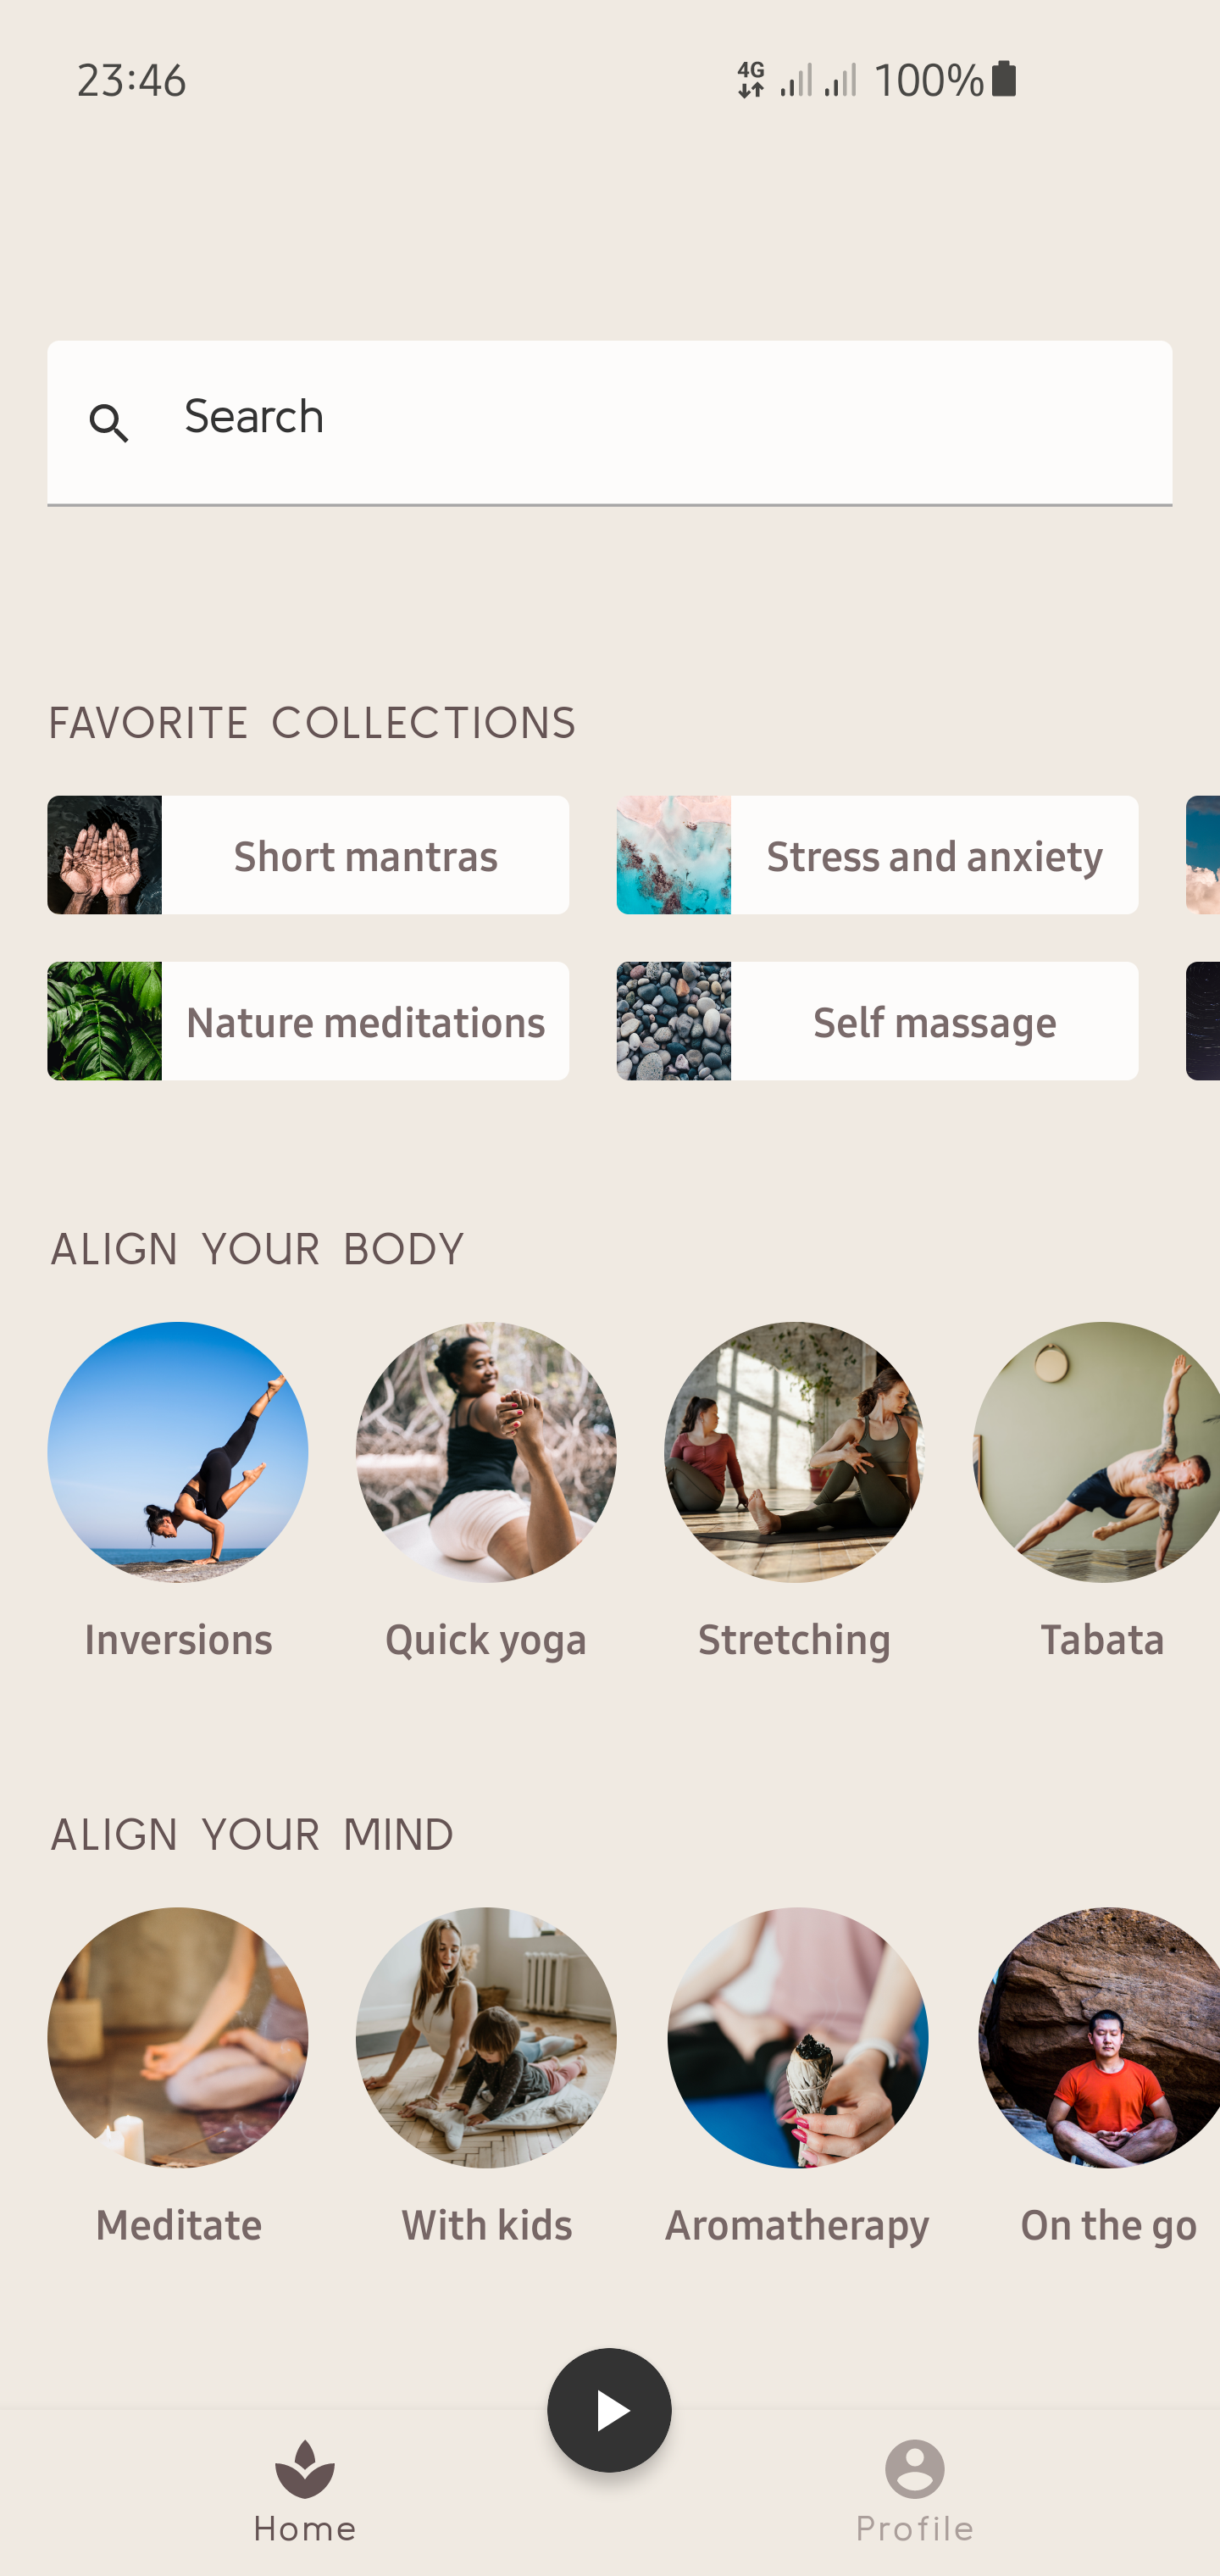 23:46 4G 100%
Search
FAVORITE COLLECTIONS
Short mantras
Stress and anxiety
Nature meditations
Self massage
ALIGN YOUR BODY
Inversions
Quick yoga
Stretching
Tabata
ALIGN YOUR MIND
Meditate
With kids
Aromatherapy
On the go
Home
Profile